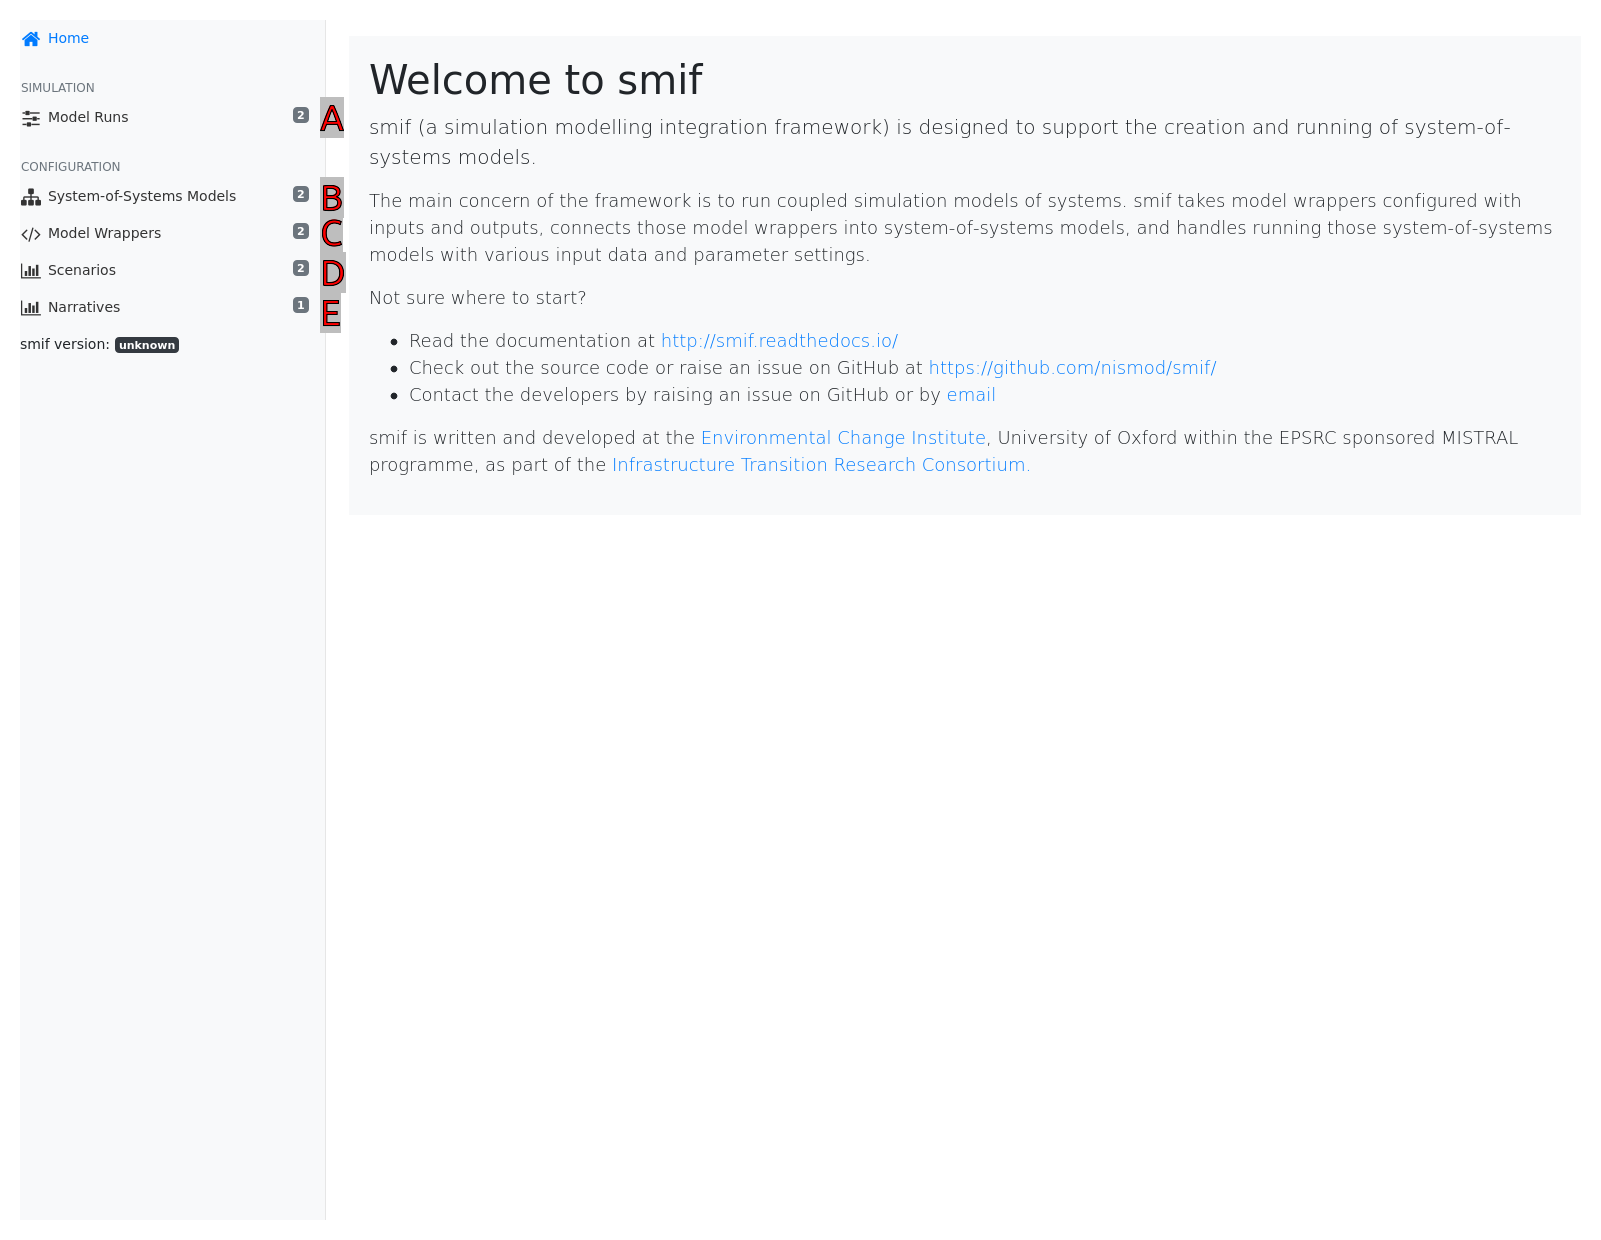 Home
SIMULATION
Model Runs 2 A
CONFIGURATION
System-of-Systems Models 2 B
Model Wrappers 2 C
Scenarios 2 D
Narratives 1 E
smif version: unknown
Welcome to smif
smif (a simulation modelling integration framework) is designed to support the creation and running of system-of-
systems models.
The main concern of the framework is to run coupled simulation models of systems. smif takes model wrappers configured with
inputs and outputs, connects those model wrappers into system-of-systems models, and handles running those system-of-systems
models with various input data and parameter settings.
Not sure where to start?
• Read the documentation at http://smif.readthedocs.io/
• Check out the source code or raise an issue on GitHub at https://github.com/nismod/smif/
• Contact the developers by raising an issue on GitHub or by email
smif is written and developed at the Environmental Change Institute, University of Oxford within the EPSRC sponsored MISTRAL
programme, as part of the Infrastructure Transition Research Consortium.